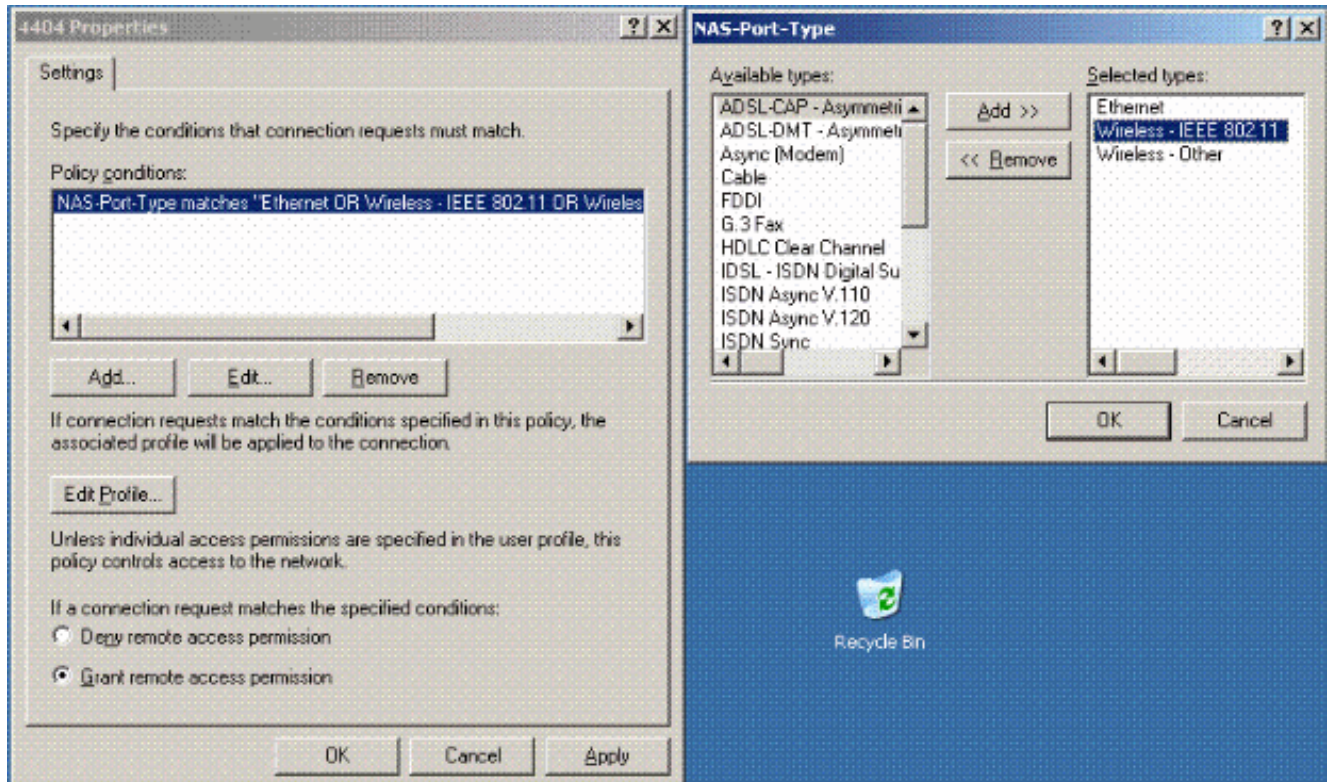 4404 Properties
Settings
Specify the conditions that connection requests must match.
Policy conditions:
NAS-Port-Type matches "Ethernet OR Wireless - IEEE 802.11 OR Wireles
Add...
Edit...
Remove
If connection requests match the conditions specified in this policy, the
associated profile will be applied to the connection.
Edit Profile...
Unless individual access permissions are specified in the user profile, this
policy controls access to the network.
If a connection request matches the specified conditions:
Deny remote access permission
Grant remote access permission
OK
Cancel
Apply
NAS-Port-Type
Available types:
ADSL-CAP - Asymmetri
ADSL-DMT - Asymmetr
Async (Modem)
Cable
FDDI
G.3 Fax
HDLC Clear Channel
IDSL - ISDN Digital Su
ISDN Async V.110
ISDN Async V.120
ISDN Sync
Add >>
<< Remove
Selected types:
Ethernet
Wireless - IEEE 802.11
Wireless - Other
OK
Cancel
Recycle Bin